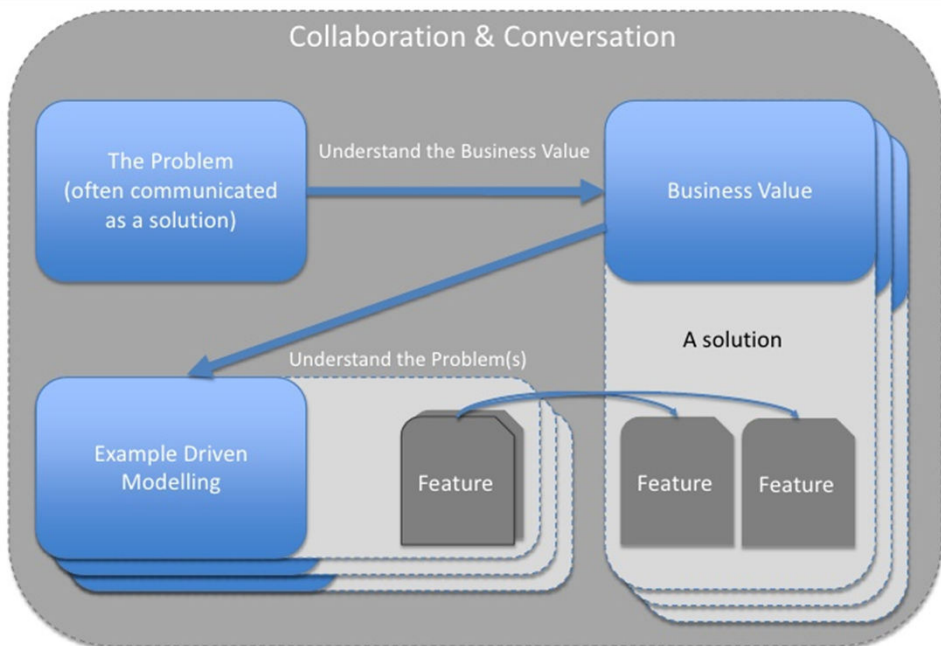 Collaboration & Conversation
The Problem
(often communicated
as a solution)
Understand the Business Value
Business Value
A solution
Understand the Problem(s)
Example Driven
Modelling
Feature
Feature
Feature